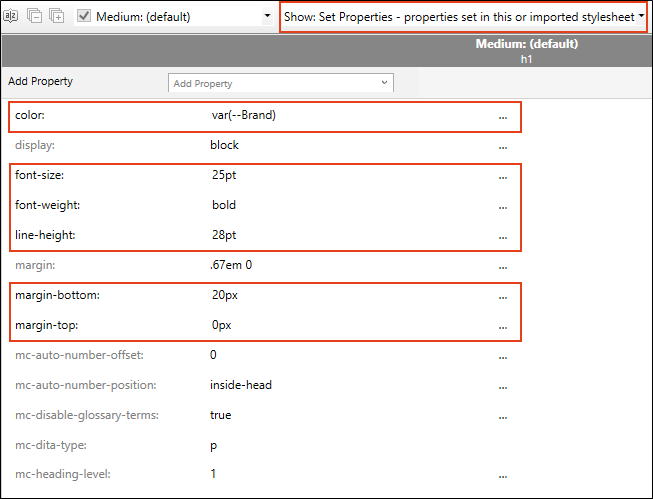 Medium: (default)
Show: Set Properties - properties set in this or imported stylesheet
Medium: (default)
h1
Add Property
Add Property
color: var(--Brand) ...
display: block ...
font-size: 25pt ...
font-weight: bold ...
line-height: 28pt ...
margin: .67em 0 ...
margin-bottom: 20px ...
margin-top: 0px ...
mc-auto-number-offset: 0 ...
mc-auto-number-position: inside-head ...
mc-disable-glossary-terms: true ...
mc-dita-type: p
mc-heading-level: 1 ...